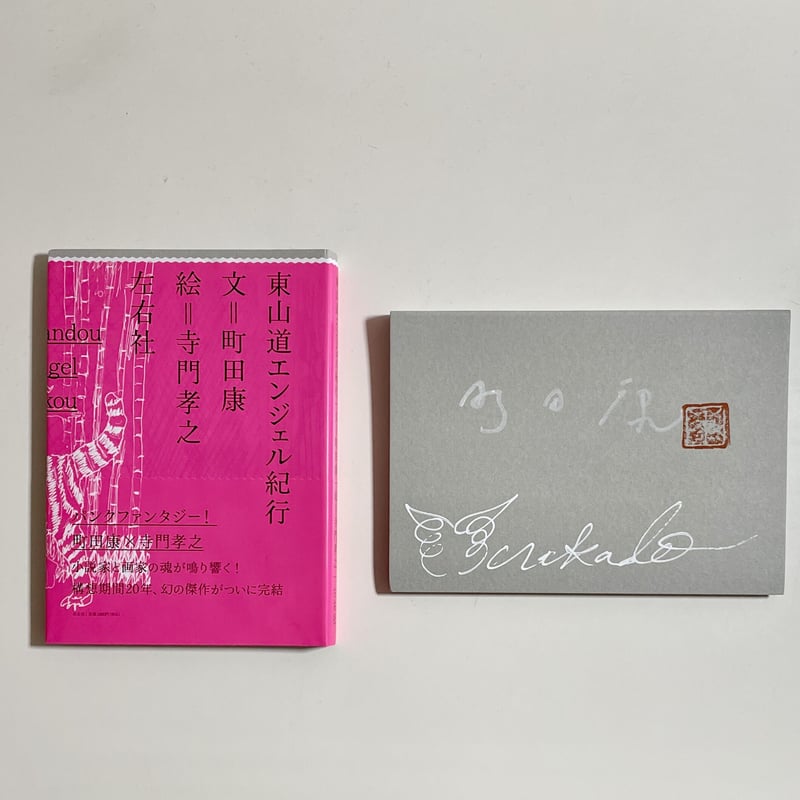 東山道エンジェル紀行
文＝町田康
絵＝寺門孝之
左右社
andou
gel
kou
パンクファンタジー！
町田康×寺門孝之
小説家と画家の魂が鳴り響く！
構想期間20年、幻の傑作がついに完結
町田康